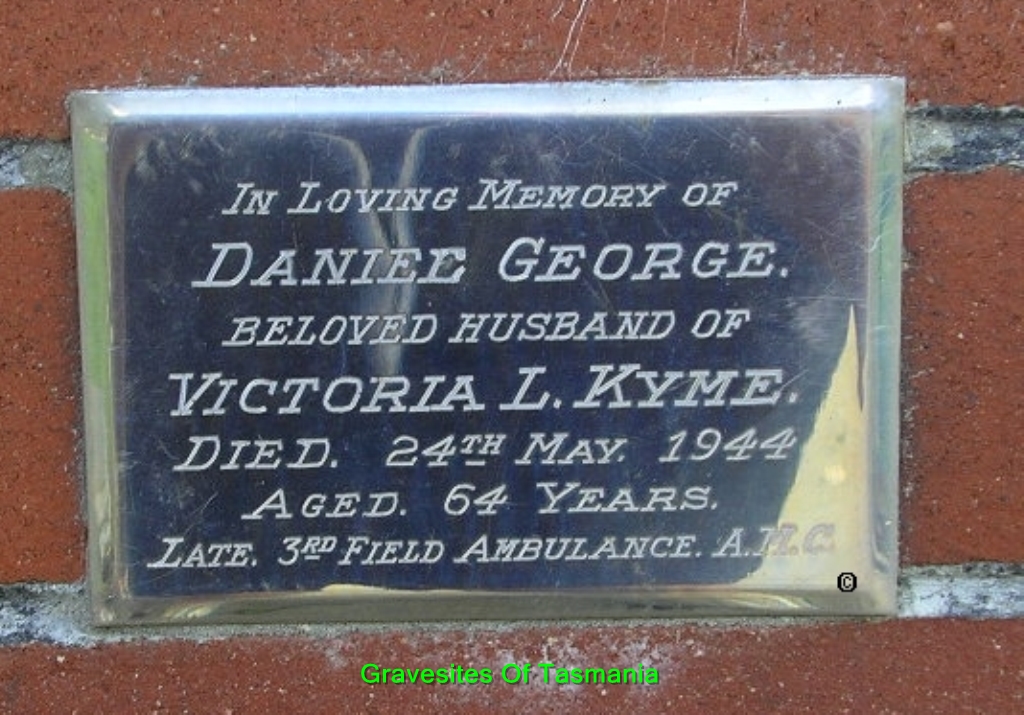 In Loving Memory of
Daniel George.
beloved husband of
Victoria L. Kyme.
Died. 24TH May. 1944
Aged. 64 Years.
Late. 3RD Field Ambulance. A.M.C
©
Gravesites Of Tasmania